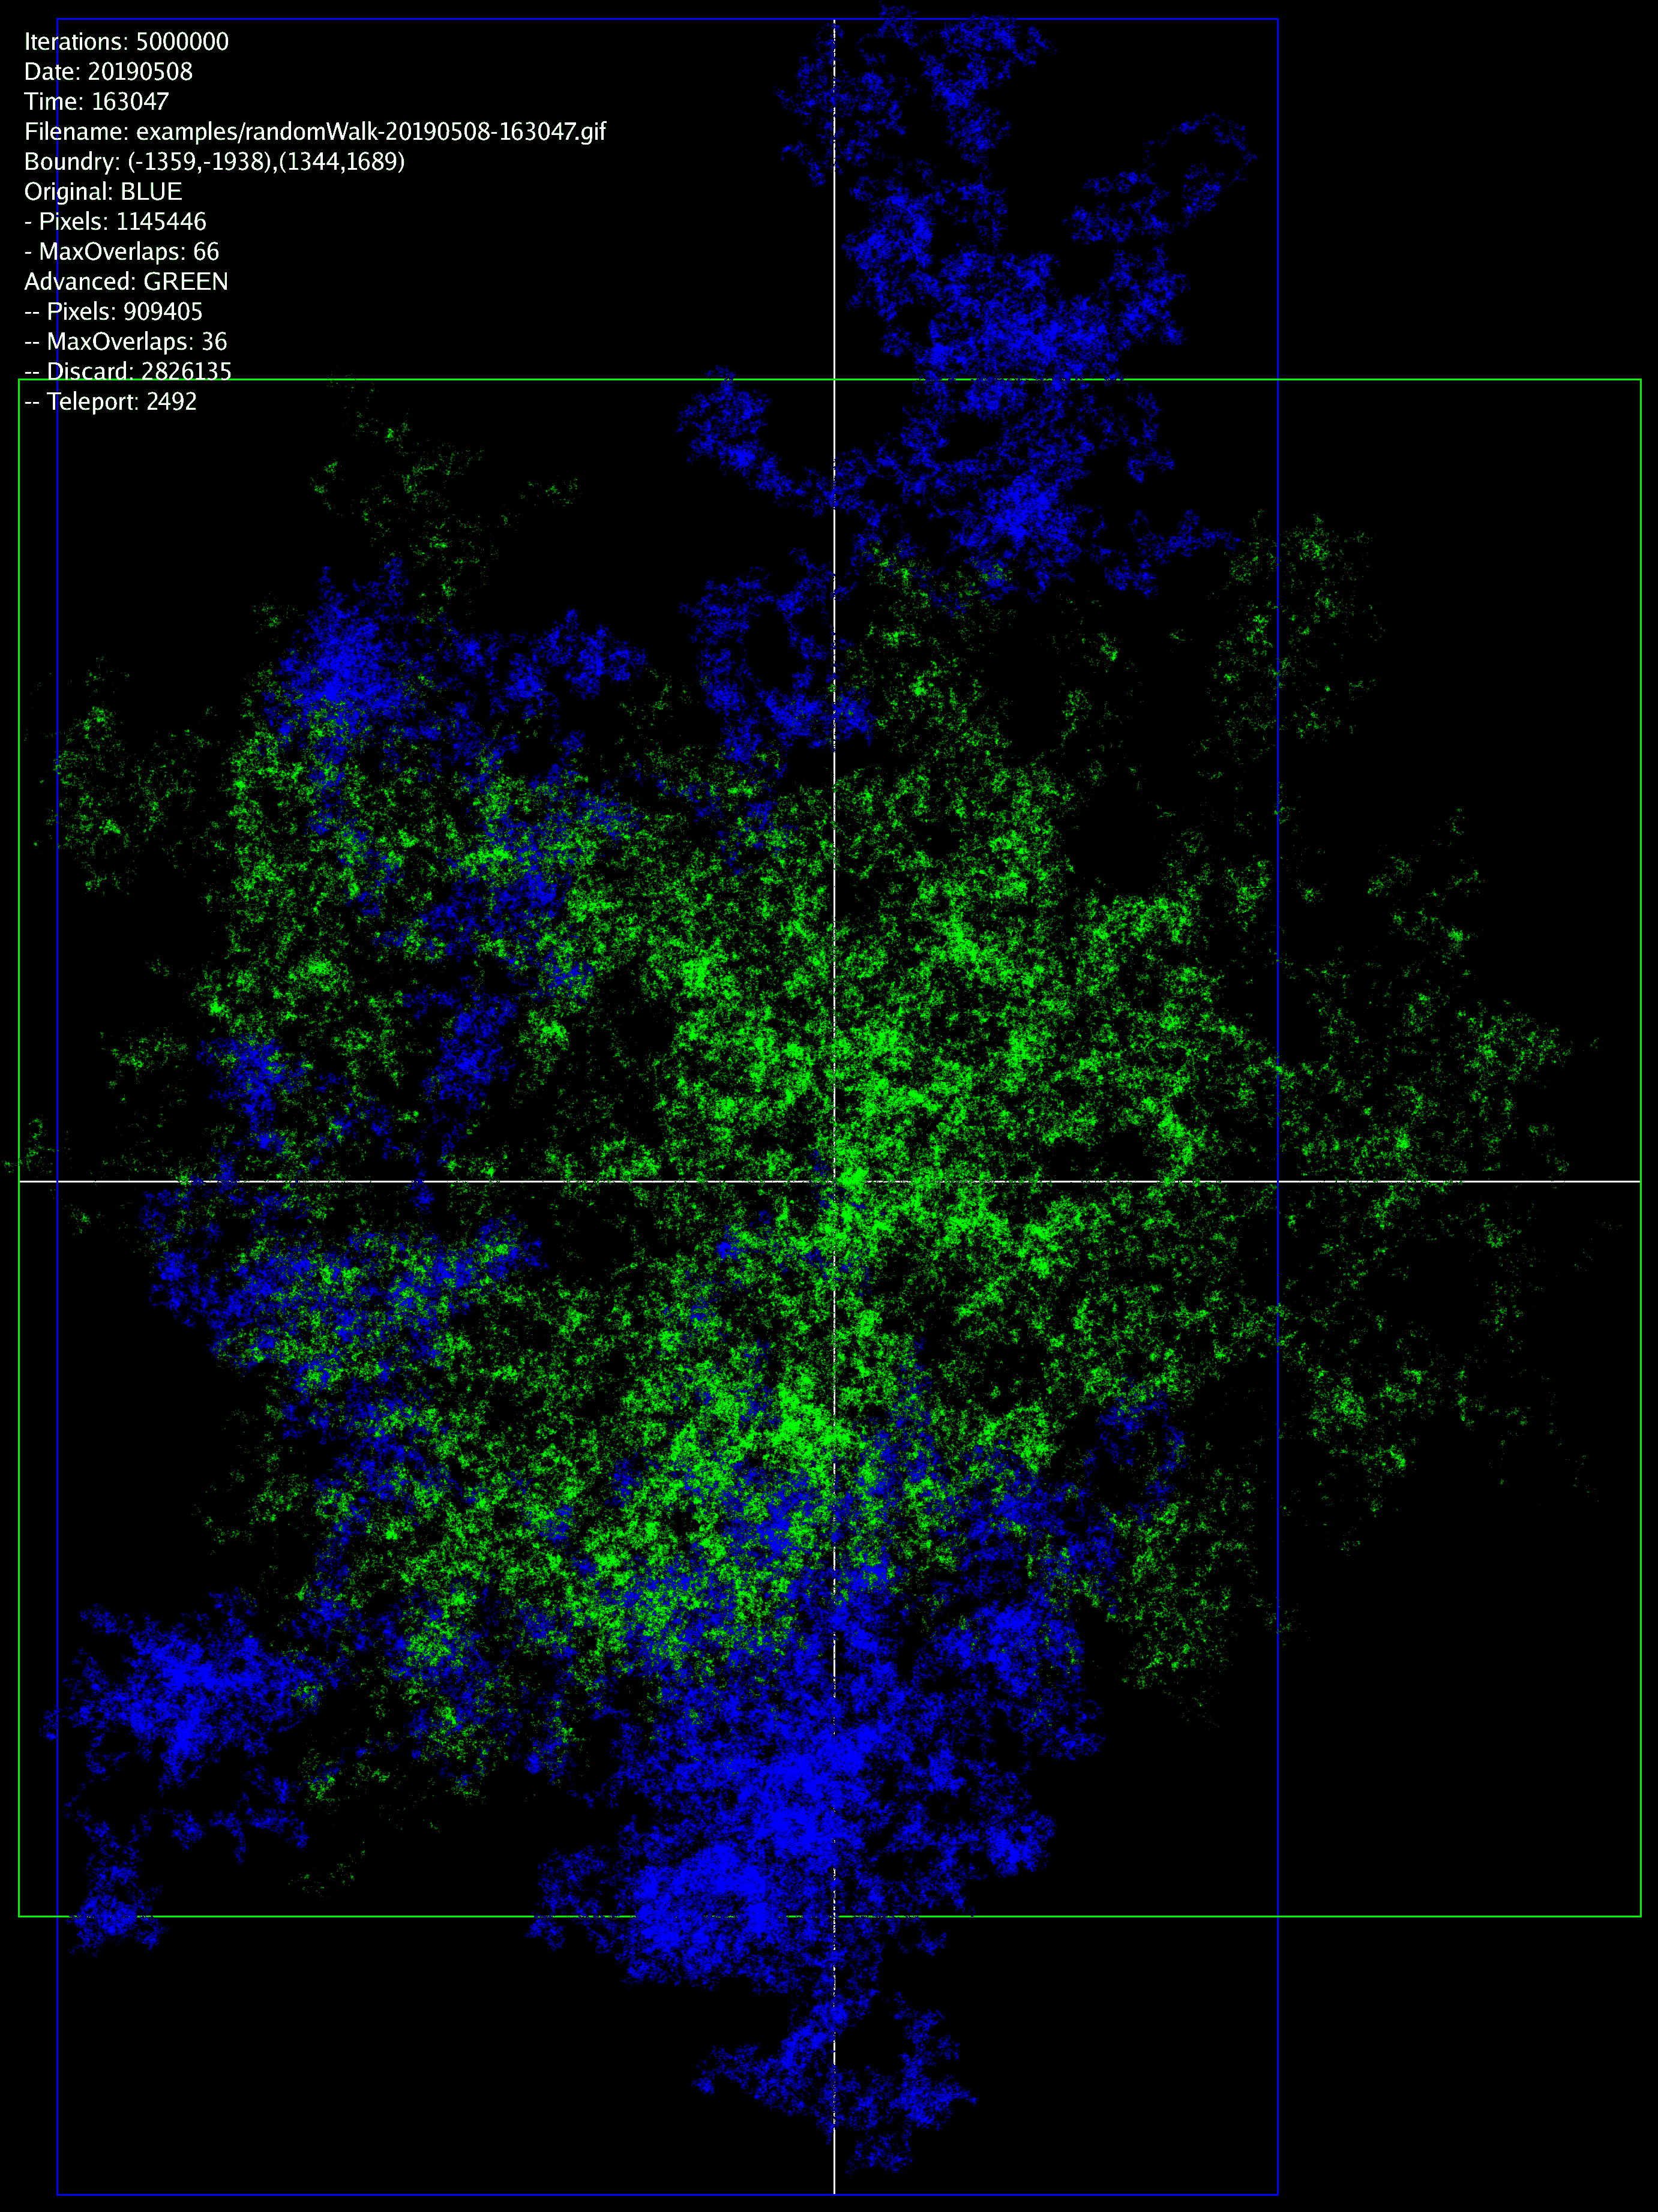 Iterations: 5000000
Date: 20190508
Time: 163047
Filename: examples/randomWalk-20190508-163047.gif
Boundry: (-1359,-1938),(1344,1689)
Original: BLUE
- Pixels: 1145446
- MaxOverlaps: 66
Advanced: GREEN
-- Pixels: 909405
-- MaxOverlaps: 36
-- Discard: 2826135
-- Teleport: 2492